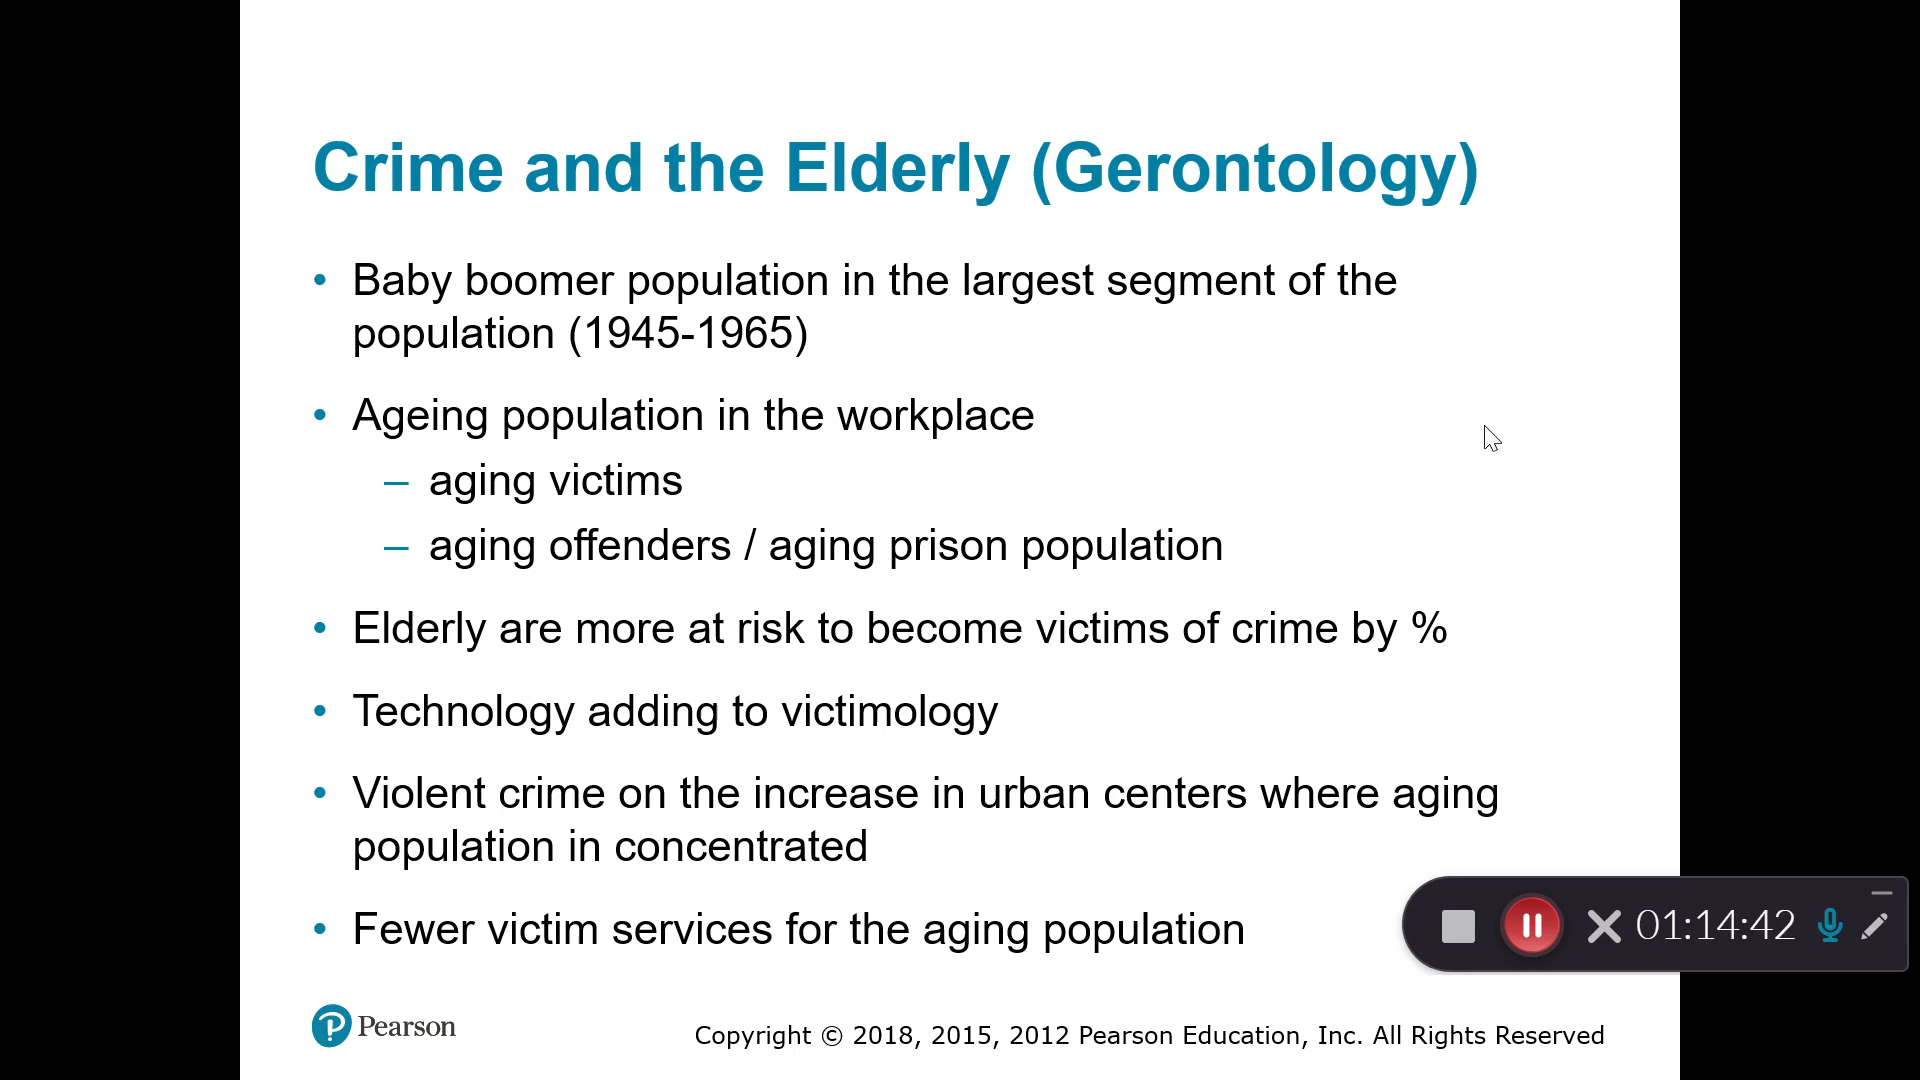 Crime and the Elderly (Gerontology)
• Baby boomer population in the largest segment of the
population (1945-1965)
• Ageing population in the workplace
– aging victims
– aging offenders / aging prison population
• Elderly are more at risk to become victims of crime by %
• Technology adding to victimology
• Violent crime on the increase in urban centers where aging
population in concentrated
• Fewer victim services for the aging population
01:14:42
Pearson
Copyright © 2018, 2015, 2012 Pearson Education, Inc. All Rights Reserved